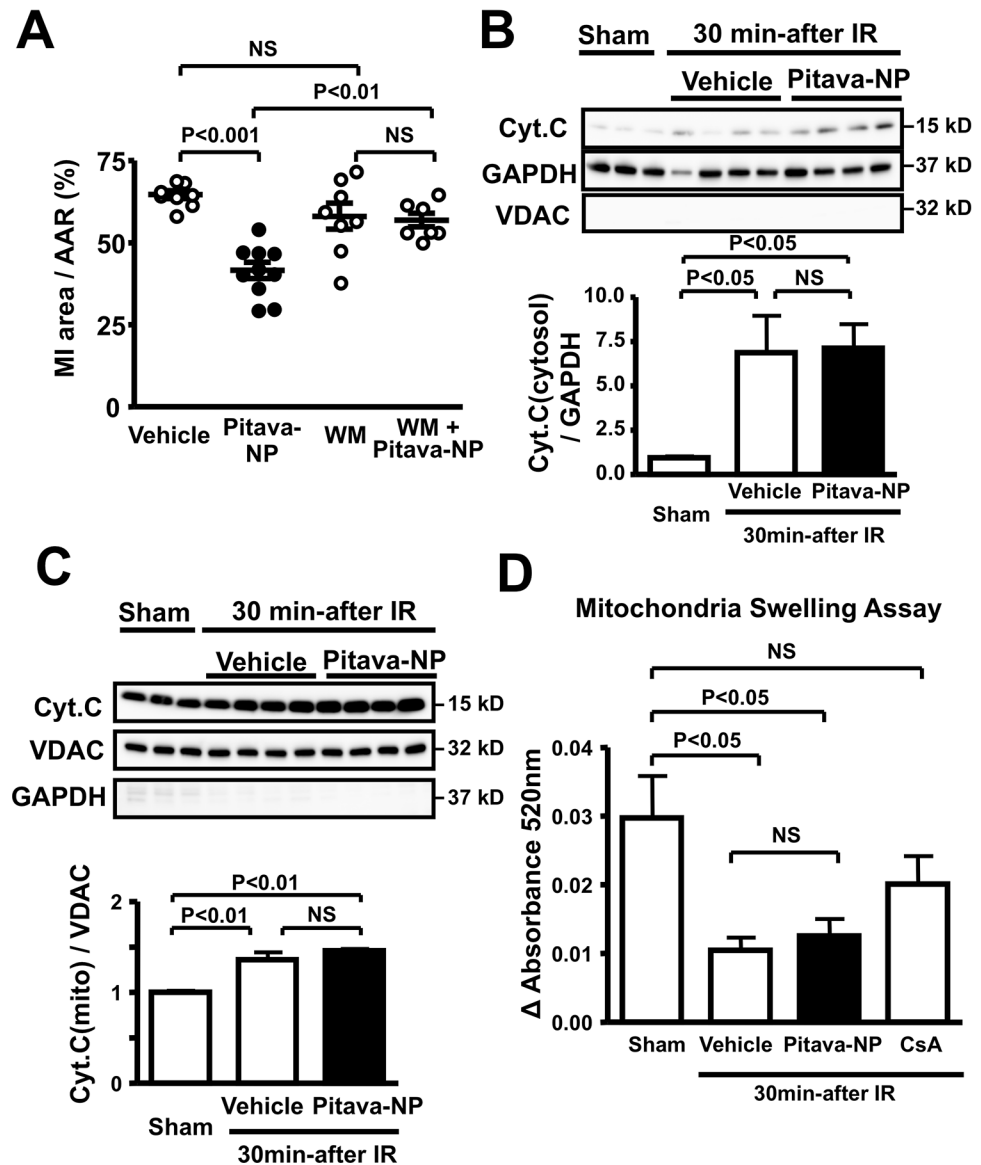 A
NS
P<0.01
P<0.001
NS
75
50
25
0
MI area / AAR (%)
Vehicle
Pitava-
NP
WM
WM +
Pitava-NP
B
Sham
30 min-after IR
Vehicle
Pitava-NP
Cyt.C
15 kD
GAPDH
37 kD
VDAC
32 kD
P<0.05
P<0.05
NS
10.0
7.5
5.0
2.5
0.0
Cyt.C(cytosol)
/ GAPDH
Sham
Vehicle
Pitava-NP
30min-after IR
C
Sham
30 min-after IR
Vehicle
Pitava-NP
Cyt.C
15 kD
VDAC
32 kD
GAPDH
37 kD
P<0.01
P<0.01
NS
2
1
0
Cyt.C(mito) / VDAC
Sham
Vehicle
Pitava-NP
30min-after IR
D
Mitochondria Swelling Assay
NS
P<0.05
P<0.05
NS
0.04
0.03
0.02
0.01
0.00
Δ Absorbance 520nm
Sham
Vehicle
Pitava-NP
CsA
30min-after IR